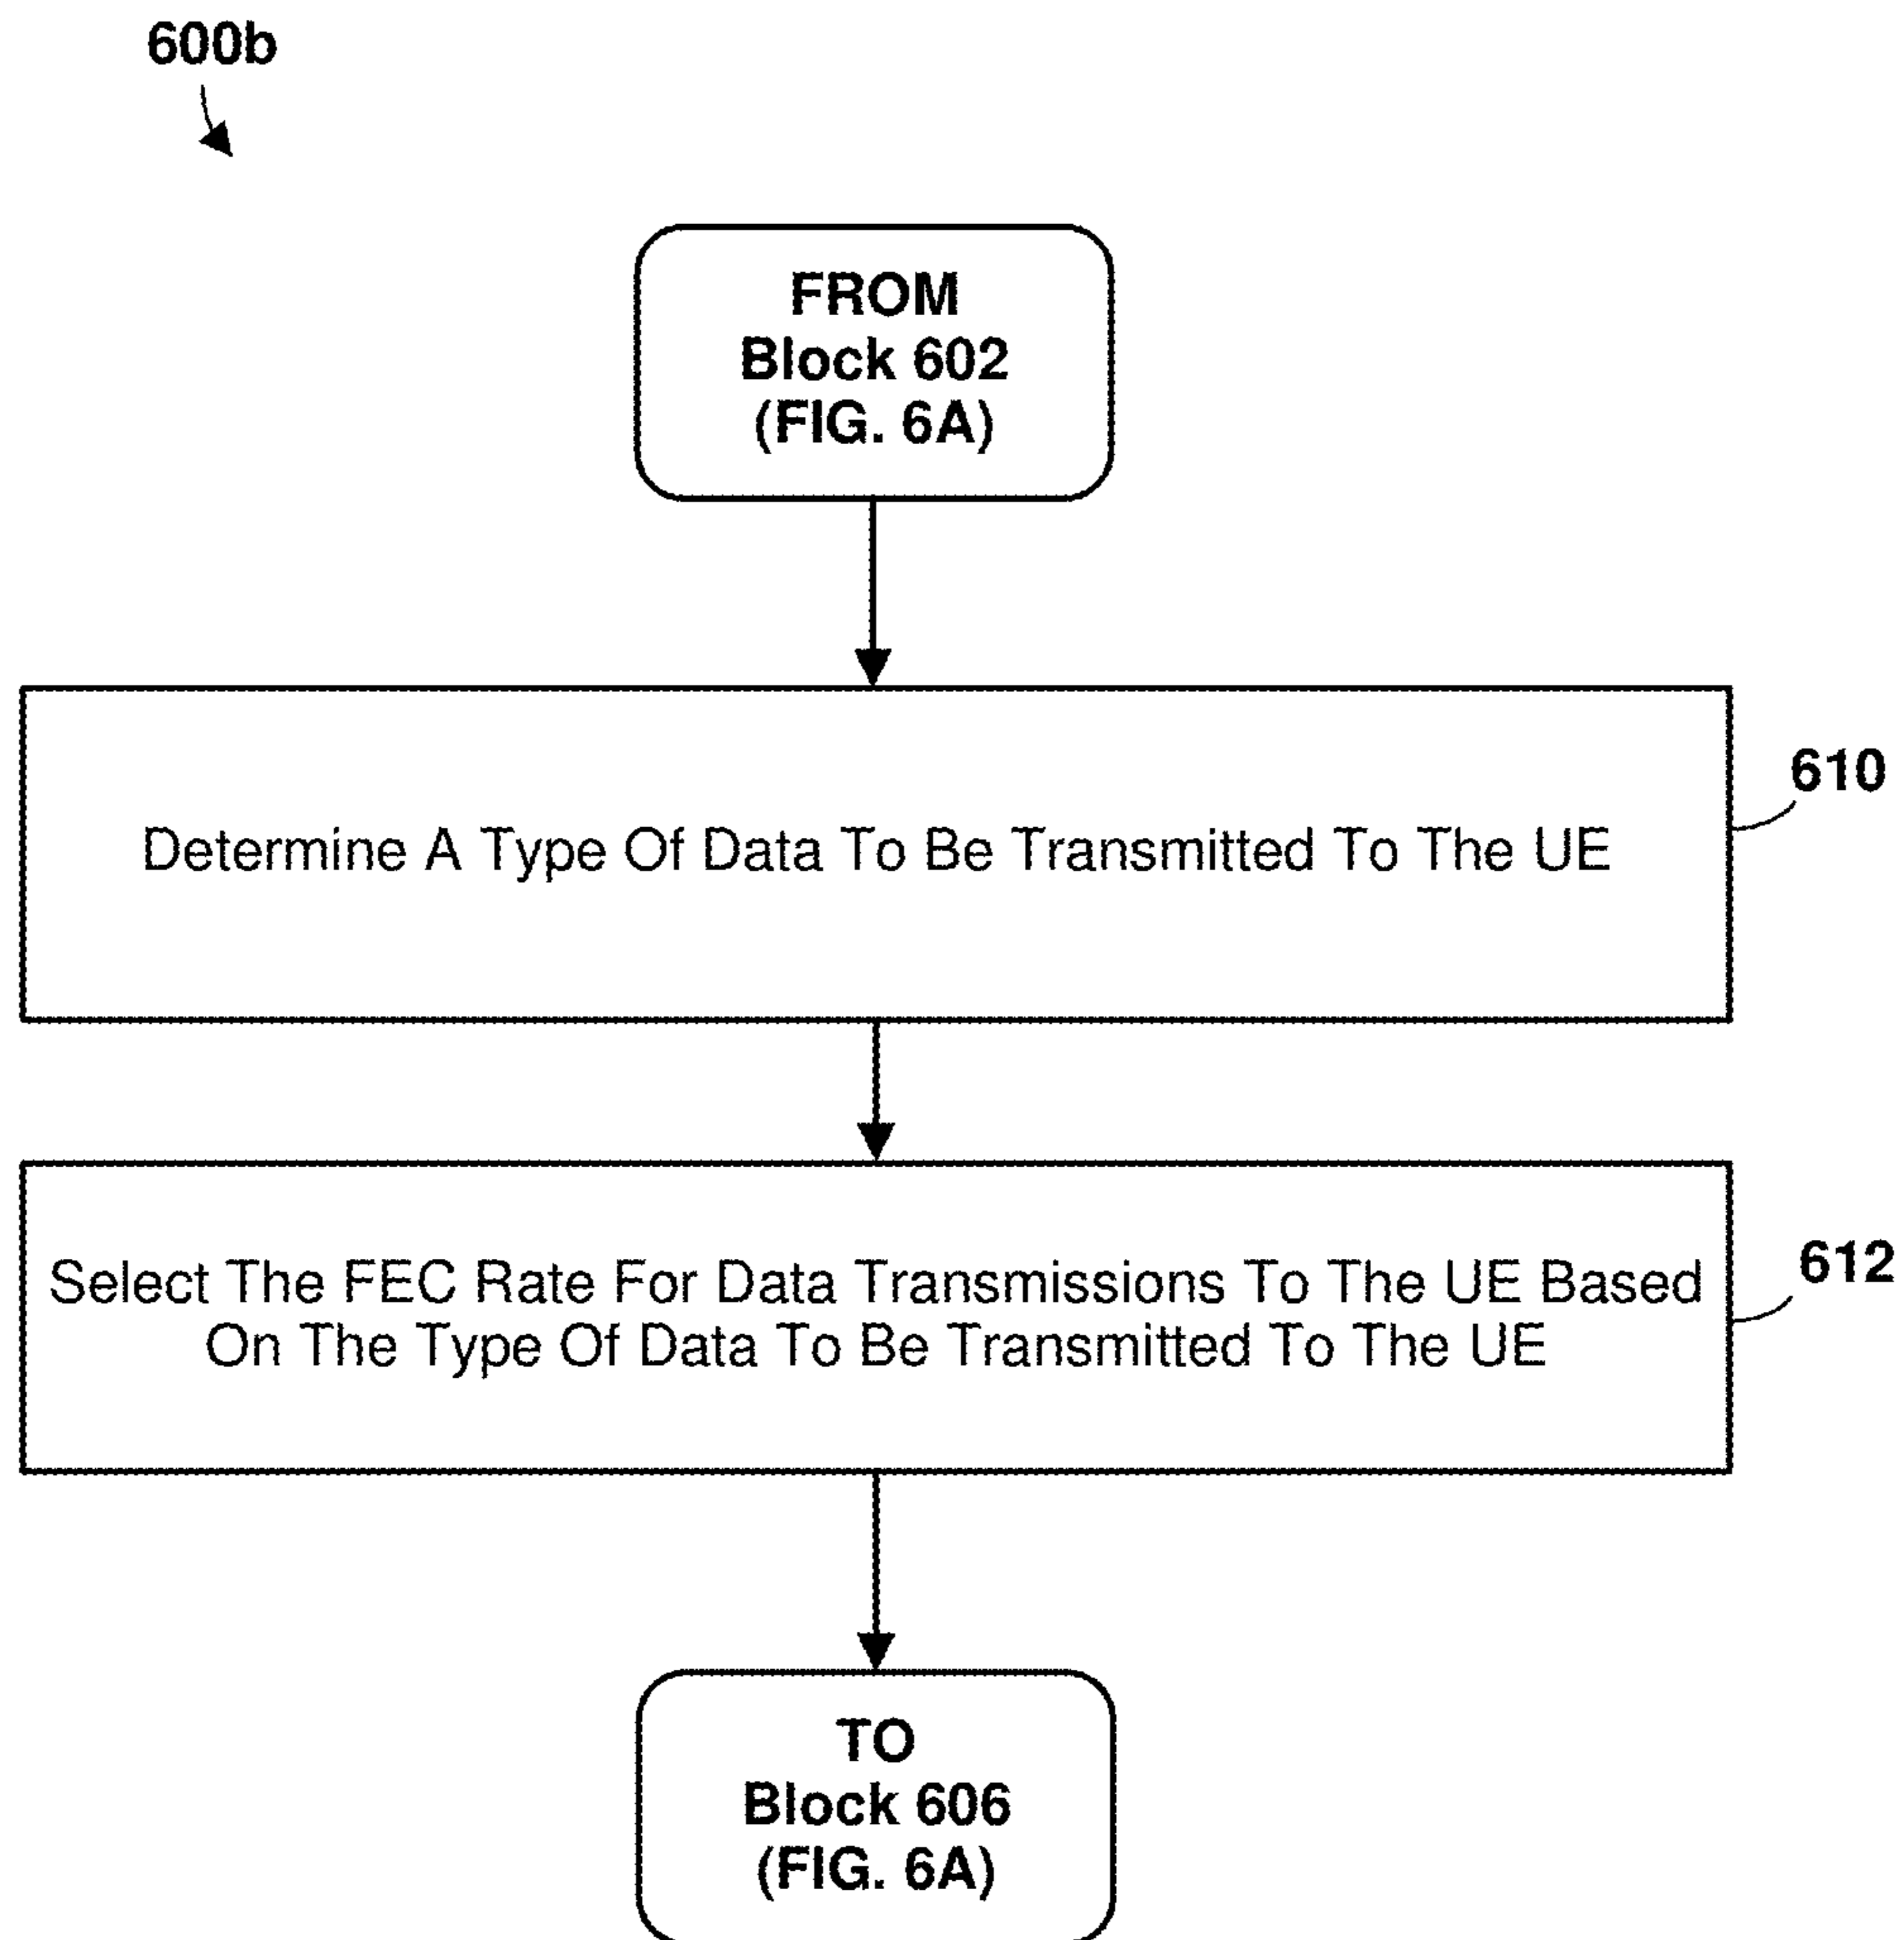 600b
FROM
Block 602
(FIG. 6A)
610
Determine A Type Of Data To Be Transmitted To The UE
612
Select The FEC Rate For Data Transmissions To The UE Based
On The Type Of Data To Be Transmitted To The UE
TO
Block 606
(FIG. 6A)